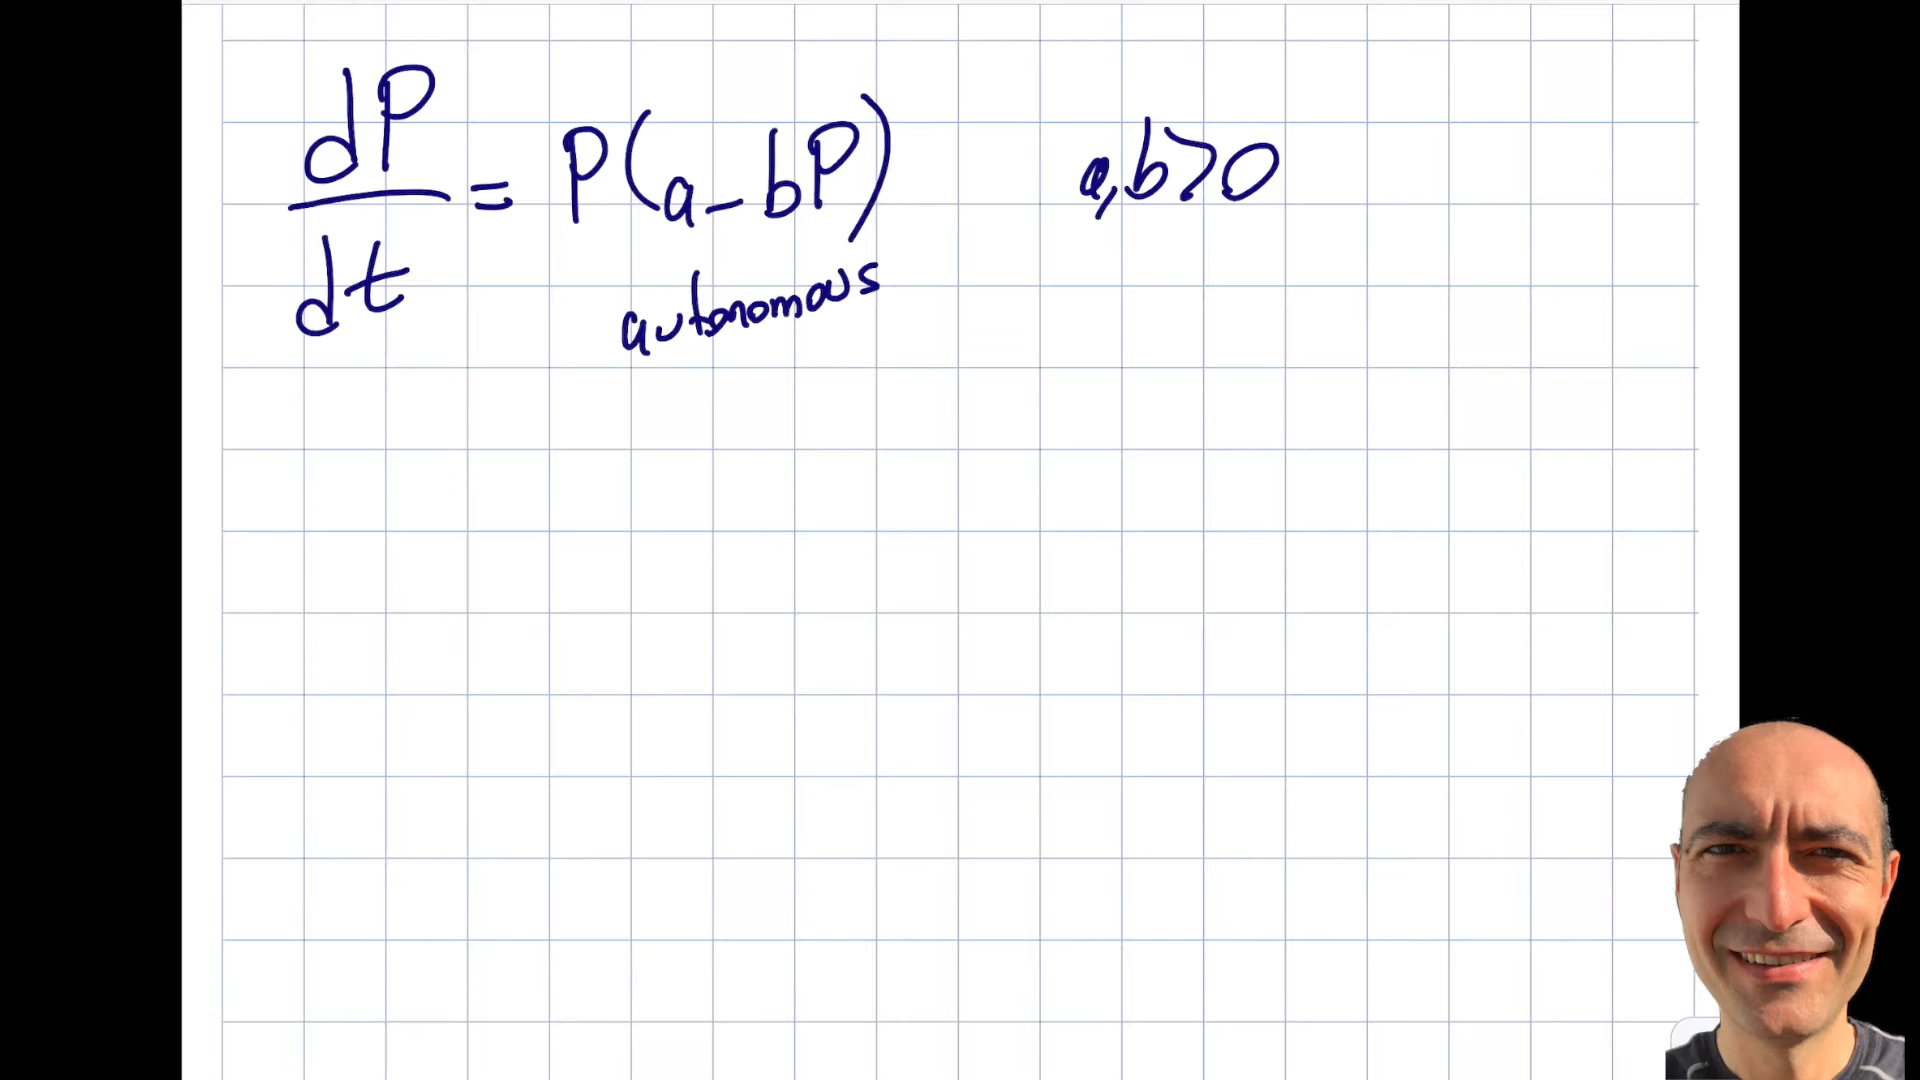 dP/dt = P(a-bP) a,b>0
autonomous